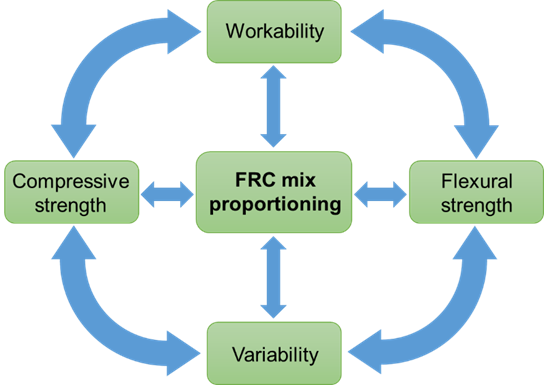 Workability
Compressive
strength
FRC mix
proportioning
Flexural
strength
Variability